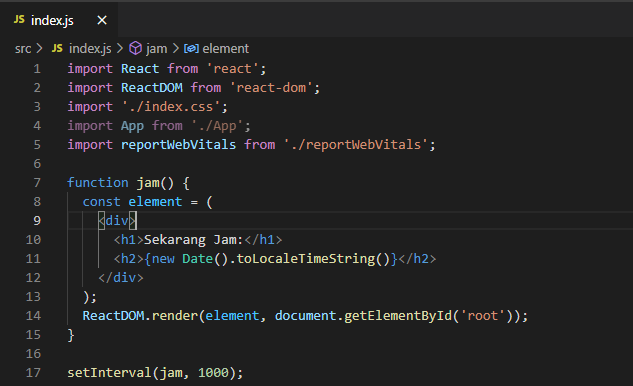 JS index.js ×
src > JS index.js > jam > element
1 import React from 'react';
2 import ReactDOM from 'react-dom';
3 import './index.css';
4 import App from './App';
5 import reportWebVitals from './reportWebVitals';
6
7 function jam() {
8   const element = (
9     <div>
10       <h1>Sekarang Jam:</h1>
11       <h2>{new Date().toLocaleTimeString()}</h2>
12     </div>
13   );
14   ReactDOM.render(element, document.getElementById('root'));
15 }
16
17 setInterval(jam, 1000);